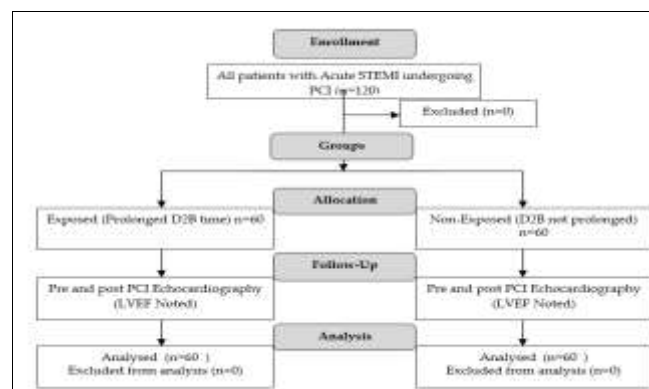 Enrollment
All patients with Acute STEMI undergoing
PCI (n=120)
Excluded (n=0)
Groups
Allocation
Exposed (Prolonged D2B time) n=60
Non-Exposed (D2B not prolonged)
n=60
Follow-Up
Pre and post PCI Echocardiography
(LVEF Noted)
Pre and post PCI Echocardiography
(LVEF Noted)
Analysis
Analysed (n=60 )
Excluded from analysis (n=0)
Analysed (n=60 )
Excluded from analysis (n=0)